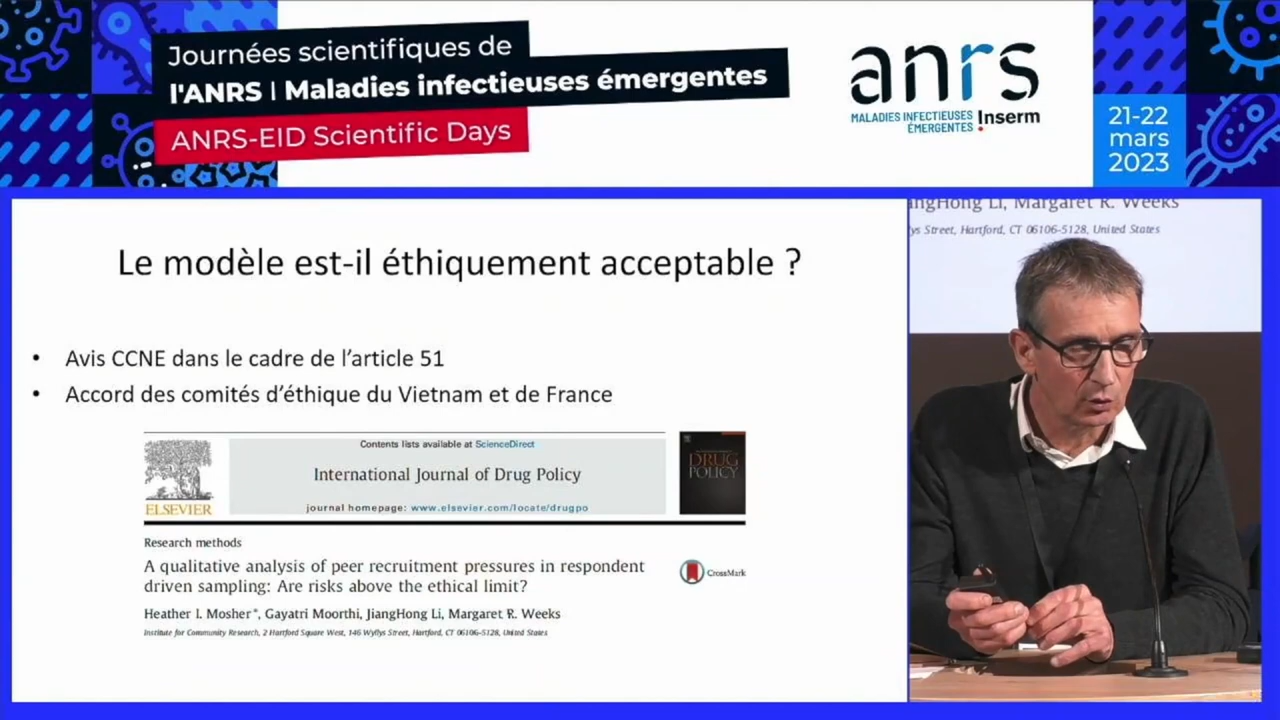 Journées scientifiques de
l'ANRS | Maladies infectieuses émergentes
ANRS-EID Scientific Days
anrs
MALADIES INFECTIEUSES
ÉMERGENTES
Inserm
21-22
mars
2023
Le modèle est-il éthiquement acceptable ?
• Avis CCNE dans le cadre de l’article 51
• Accord des comités d’éthique du Vietnam et de France
Contents lists available at ScienceDirect
International Journal of Drug Policy
journal homepage: www.elsevier.com/locate/drugpo
ELSEVIER
DRUG
POLICY
Research methods
A qualitative analysis of peer recruitment pressures in respondent
driven sampling: Are risks above the ethical limit?
CrossMark
Heather I. Mosher*, Gayatri Moorthi, JiangHong Li, Margaret R. Weeks
Institute for Community Research, 2 Hartford Square West, 146 Wyllys Street, Hartford, CT 06106-5128, United States
angHong Li, Margaret R. Weeks
lys Street, Hartford, CT 06106-5128, United States